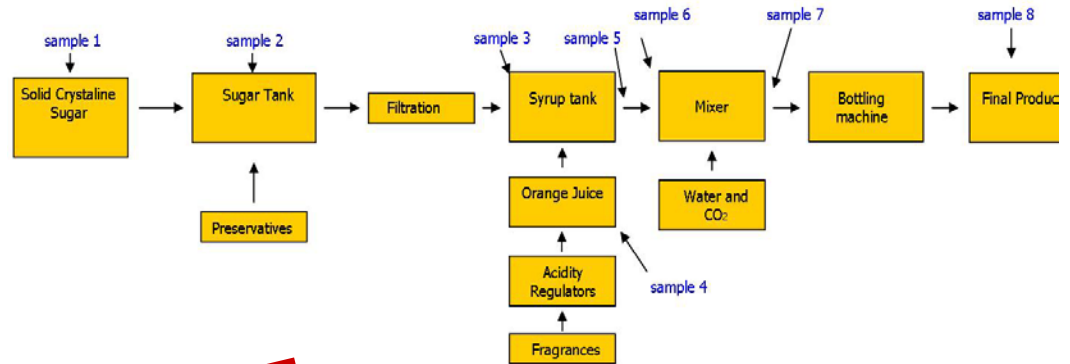 sample 1
sample 2
sample 3
sample 5
sample 6
sample 7
sample 8
Solid Crystaline
Sugar
Sugar Tank
Filtration
Syrup tank
Mixer
Bottling
machine
Final Produc
Preservatives
Orange Juice
Water and
CO2
Acidity
Regulators
sample 4
Fragrances